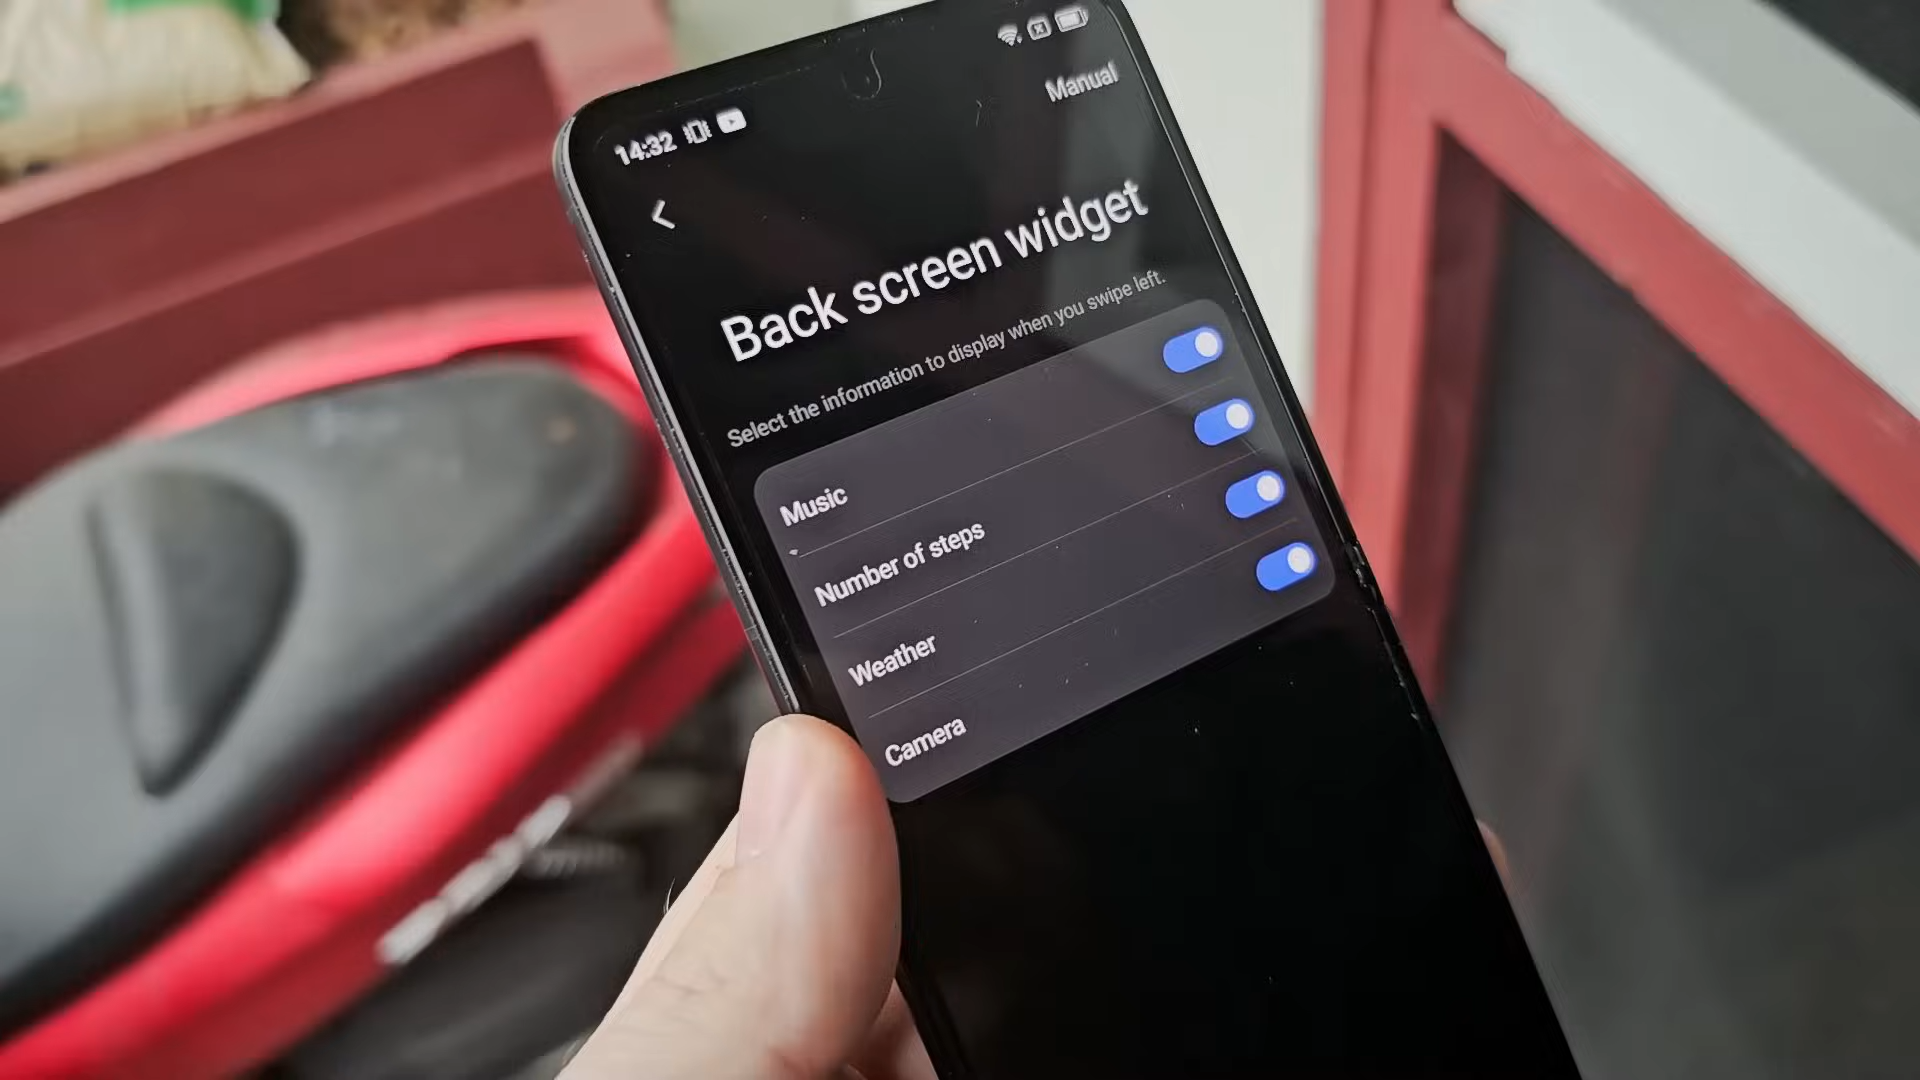 14:32
Manual
Back screen widget
Select the information to display when you swipe left.
Music
Number of steps
Weather
Camera